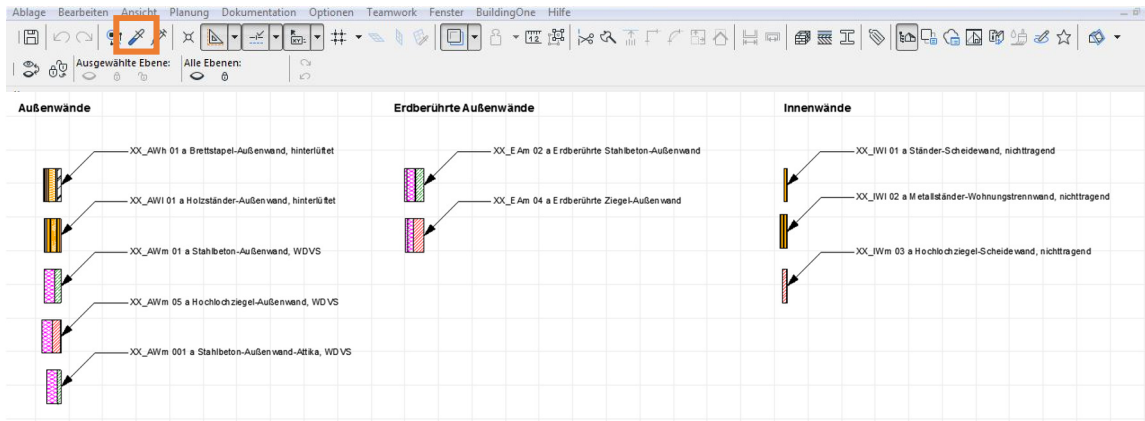 Ablage Bearbeiten Ansicht Planung Dokumentation Optionen Teamwork Fenster BuildingOne Hilfe
Ausgewählte Ebene: Alle Ebenen:
Außenwände
XX_AWh 01 a Brettstapel-Außenwand, hinterlüftet
XX_AWl 01 a Holzständer-Außenwand, hinterlüftet
XX_AWm 01 a Stahlbeton-Außenwand, WDVS
XX_AWm 05 a Hochlochziegel-Außenwand, WDVS
XX_AWm 001 a Stahlbeton-Außenwand-Attika, WDVS
Erdberührte Außenwände
XX_EAm 02 a Erdberührte Stahlbeton-Außenwand
XX_EAm 04 a Erdberührte Ziegel-Außenwand
Innenwände
XX_IWl 01 a Ständer-Scheidewand, nichttragend
XX_IWl 02 a Metallständer-Wohnungstrennwand, nichttragend
XX_IWm 03 a Hochlochziegel-Scheidewand, nichttragend